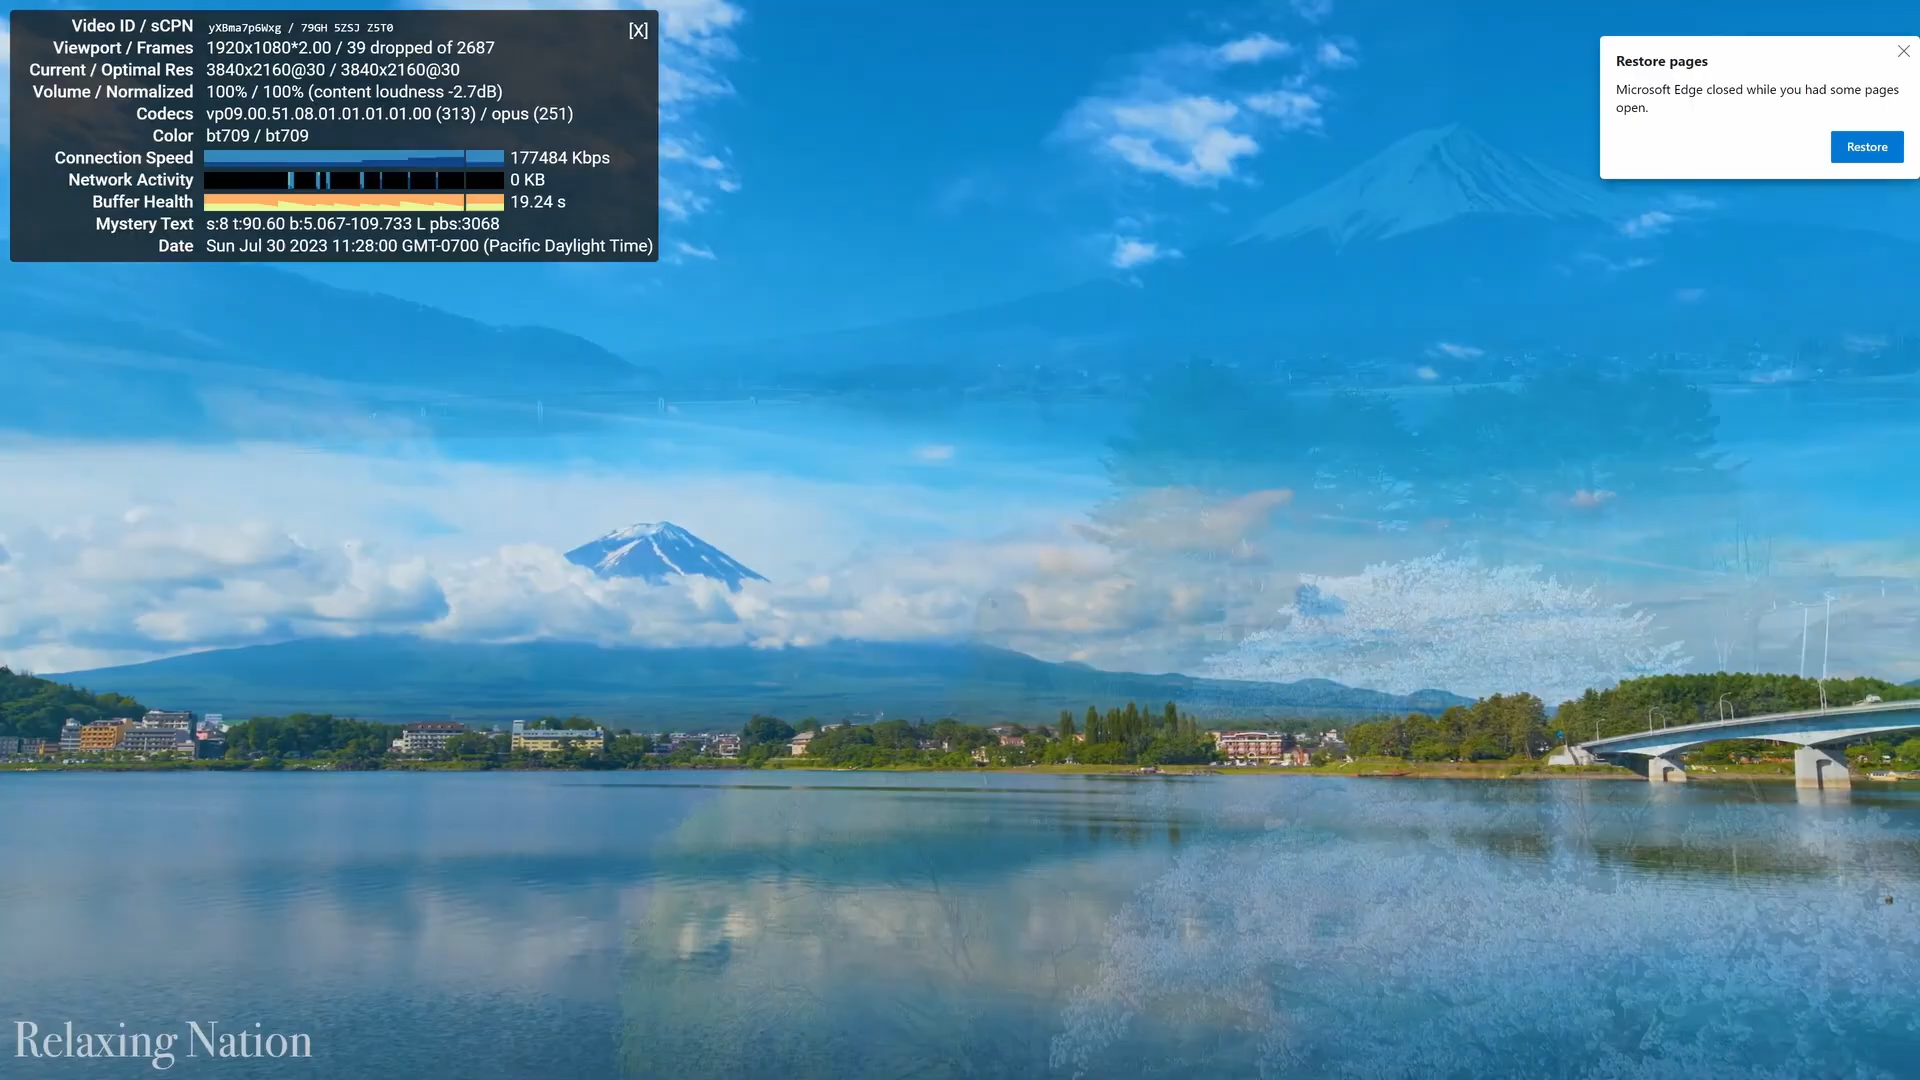 Video ID / sCPN yXBma7p6Wxg / 79GH 5ZSJ Z5T0
[X]
Viewport / Frames 1920x1080*2.00 / 39 dropped of 2687
Current / Optimal Res 3840x2160@30 / 3840x2160@30
Volume / Normalized 100% / 100% (content loudness -2.7dB)
Codecs vp09.00.51.08.01.01.01.01.00 (313) / opus (251)
Color bt709 / bt709
Connection Speed 177484 Kbps
Network Activity 0 KB
Buffer Health 19.24 s
Mystery Text s:8 t:90.60 b:5.067-109.733 L pbs:3068
Date Sun Jul 30 2023 11:28:00 GMT-0700 (Pacific Daylight Time)
Restore pages
Microsoft Edge closed while you had some pages
open.
Restore
Relaxing Nation